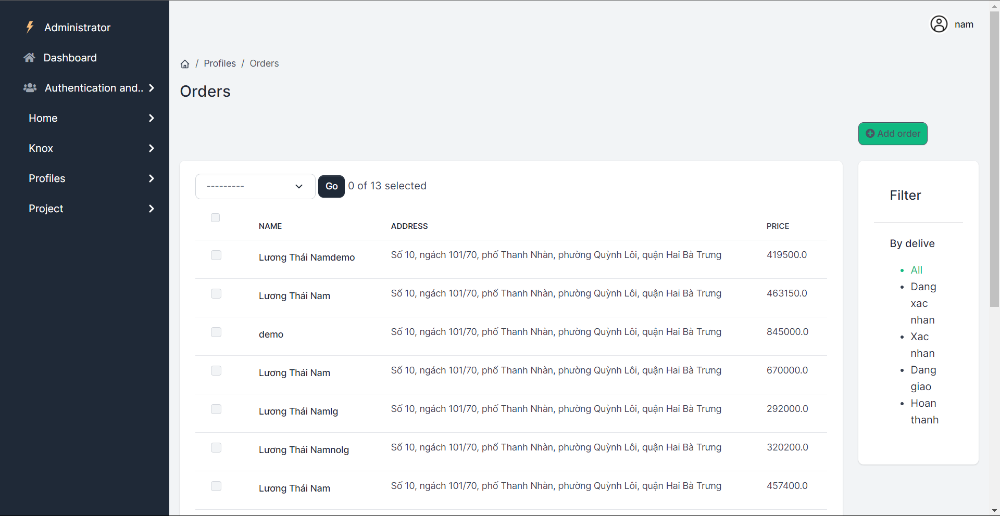 Administrator
Dashboard
Authentication and..
Home
Knox
Profiles
Project
nam
/ Profiles / Orders
Orders
Add order
--------- Go 0 of 13 selected
NAME ADDRESS PRICE
Lương Thái Namdemo Số 10, ngách 101/70, phố Thanh Nhàn, phường Quỳnh Lôi, quận Hai Bà Trưng 419500.0
Lương Thái Nam Số 10, ngách 101/70, phố Thanh Nhàn, phường Quỳnh Lôi, quận Hai Bà Trưng 463150.0
demo Số 10, ngách 101/70, phố Thanh Nhàn, phường Quỳnh Lôi, quận Hai Bà Trưng 845000.0
Lương Thái Nam Số 10, ngách 101/70, phố Thanh Nhàn, phường Quỳnh Lôi, quận Hai Bà Trưng 670000.0
Lương Thái Namlg Số 10, ngách 101/70, phố Thanh Nhàn, phường Quỳnh Lôi, quận Hai Bà Trưng 292000.0
Lương Thái Namnolg Số 10, ngách 101/70, phố Thanh Nhàn, phường Quỳnh Lôi, quận Hai Bà Trưng 320200.0
Lương Thái Nam Số 10, ngách 101/70, phố Thanh Nhàn, phường Quỳnh Lôi, quận Hai Bà Trưng 457400.0
Filter
By delive
All
Dang
xac
nhan
Xac
nhan
Dang
giao
Hoan
thanh